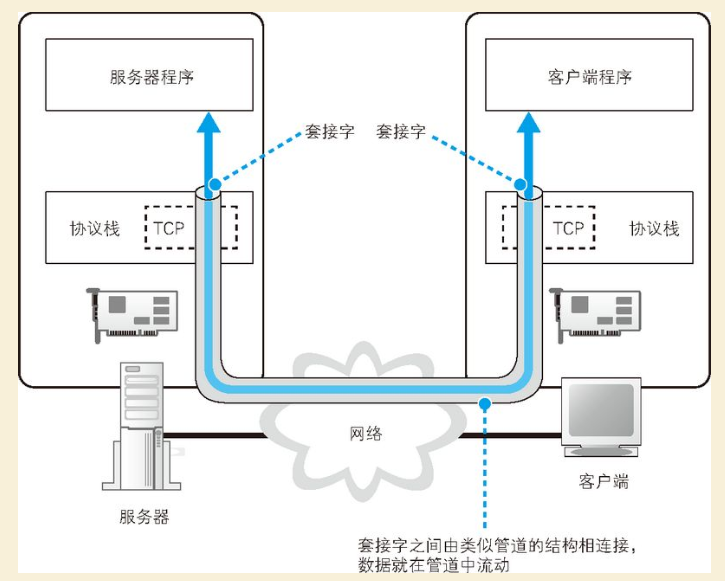 服务器程序
客户端程序
套接字
套接字
协议栈
TCP
TCP
协议栈
网络
服务器
客户端
套接字之间由类似管道的结构相连接，
数据就在管道中流动